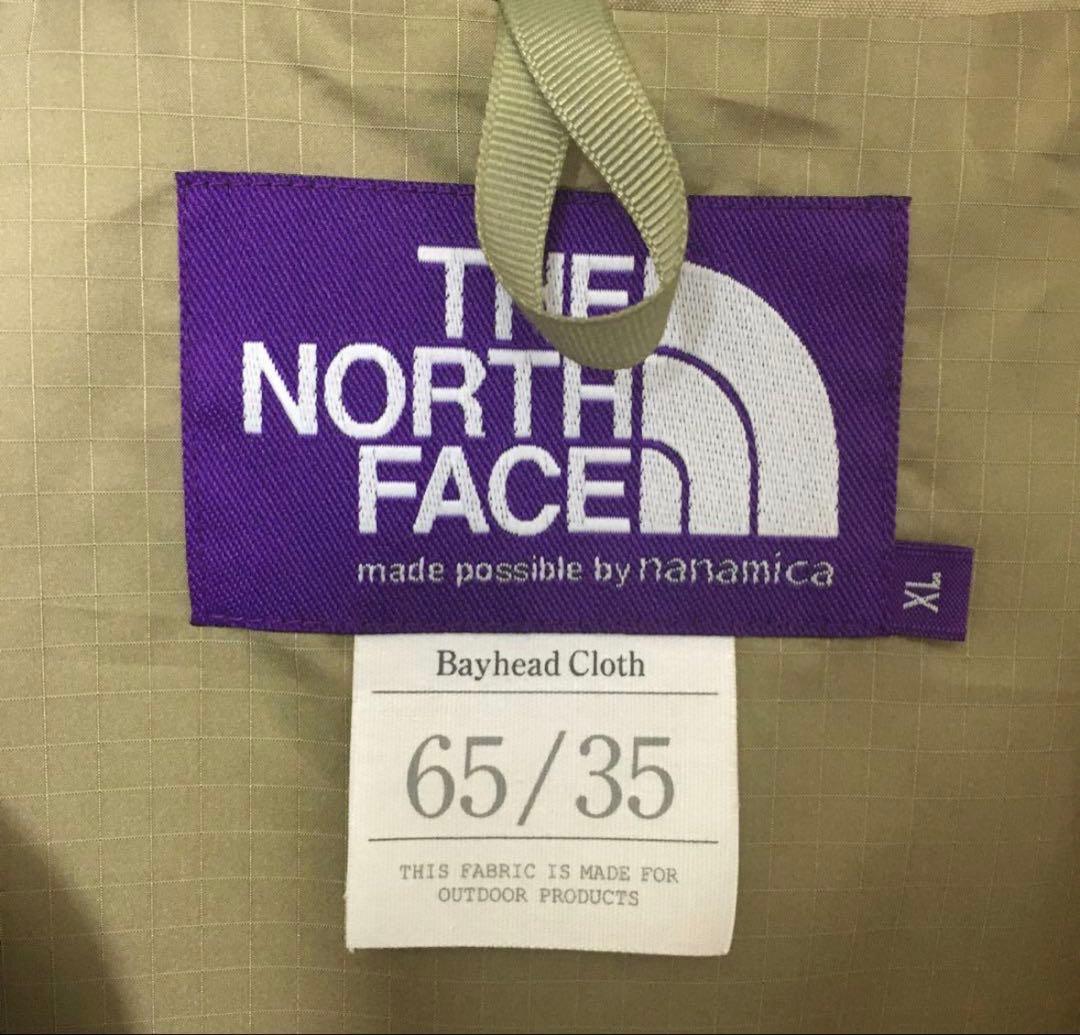 THE
NORTH
FACE
made possible by nanamica
XL
Bayhead Cloth
65/35
THIS FABRIC IS MADE FOR
OUTDOOR PRODUCTS